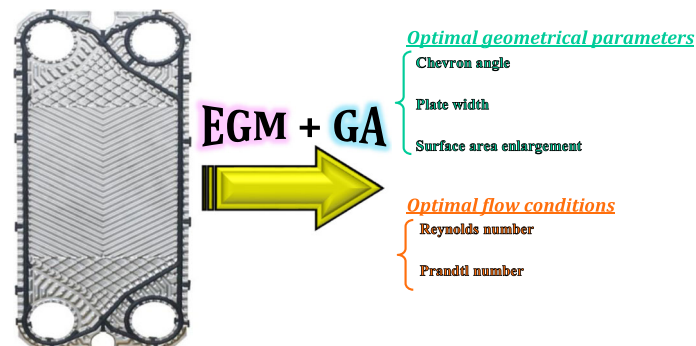 EGM + GA
Optimal geometrical parameters
Chevron angle
Plate width
Surface area enlargement
Optimal flow conditions
Reynolds number
Prandtl number